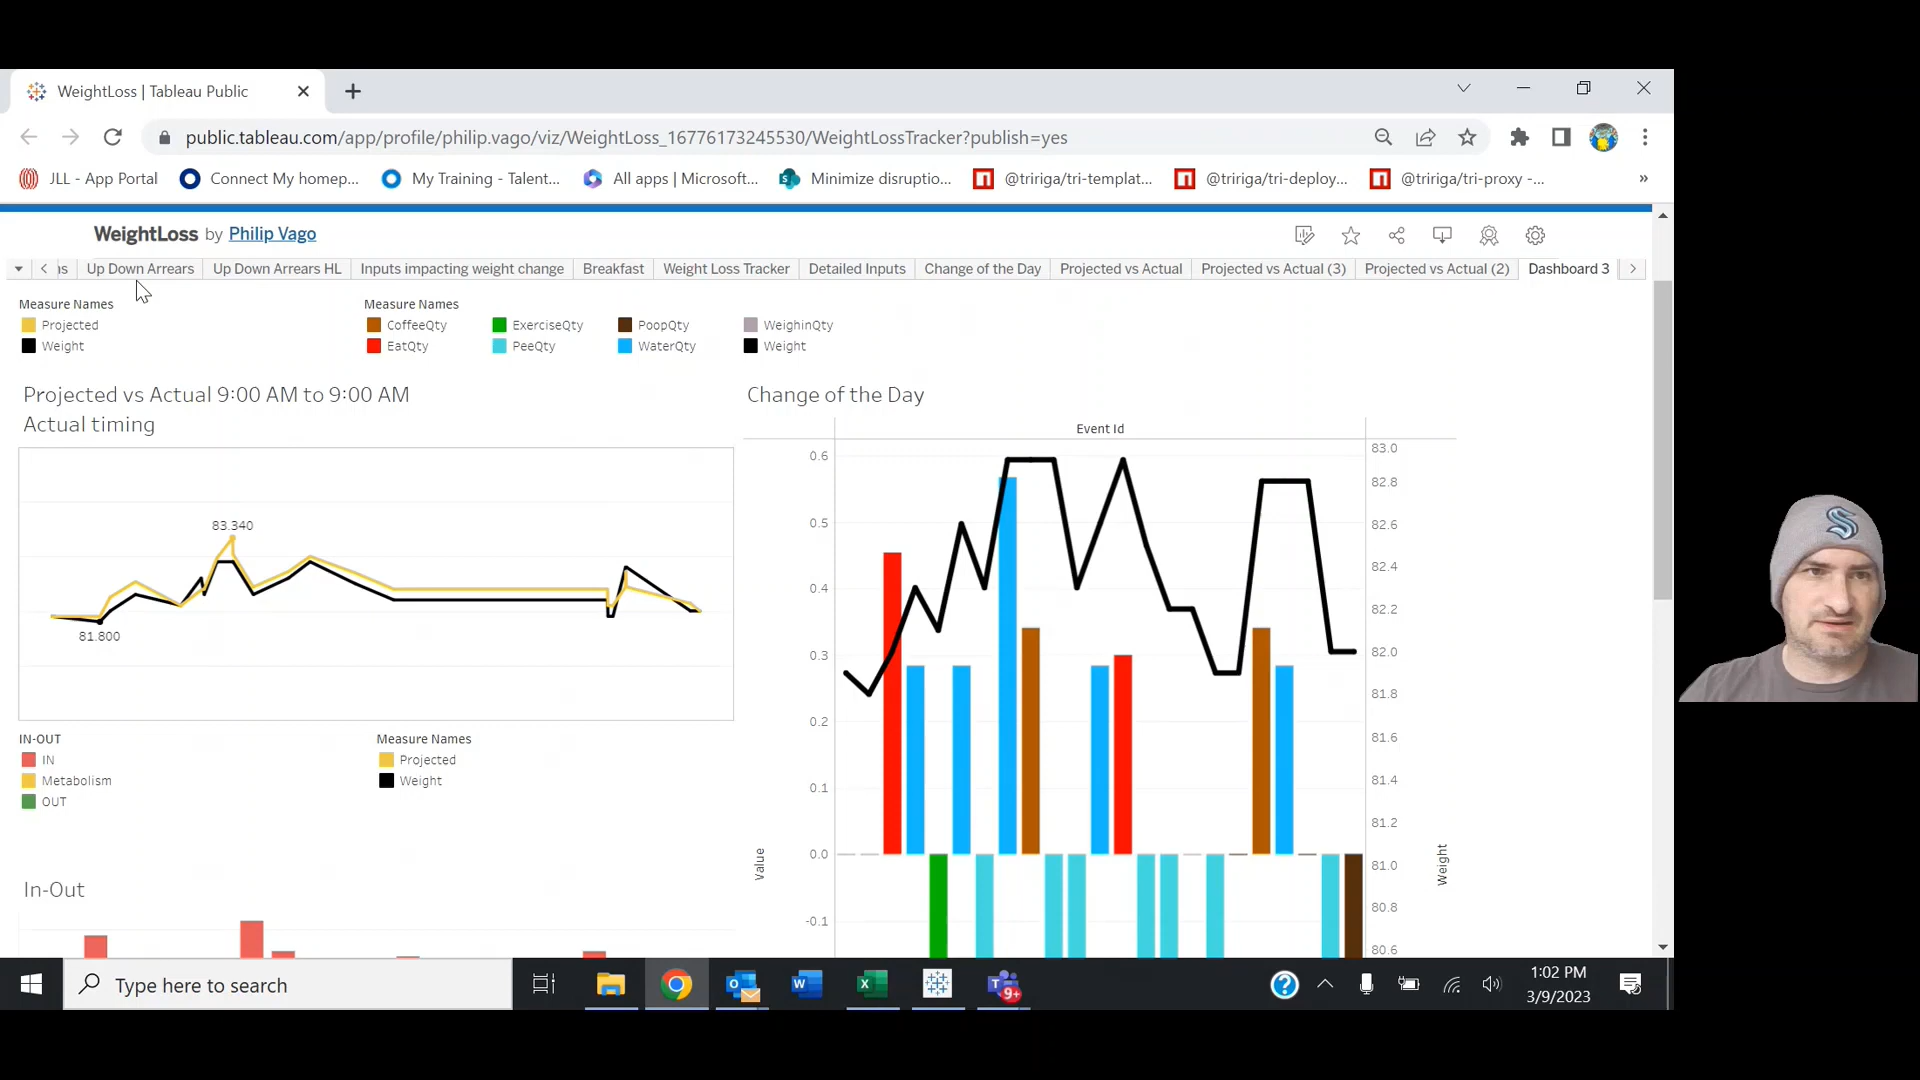 WeightLoss | Tableau Public
public.tableau.com/app/profile/philip.vago/viz/WeightLoss_16776173245530/WeightLossTracker?publish=yes
JLL - App Portal
Connect My homep...
My Training - Talent...
All apps | Microsoft...
Minimize disruptio...
@tririga/tri-templat...
@tririga/tri-deploy...
@tririga/tri-proxy -...
»
WeightLoss by Philip Vago
ns
Up Down Arrears
Up Down Arrears HL
Inputs impacting weight change
Breakfast
Weight Loss Tracker
Detailed Inputs
Change of the Day
Projected vs Actual
Projected vs Actual (3)
Projected vs Actual (2)
Dashboard 3
Measure Names
Projected
Weight
Measure Names
CoffeeQty
ExerciseQty
PoopQty
WeighinQty
EatQty
PeeQty
WaterQty
Weight
Projected vs Actual 9:00 AM to 9:00 AM
Actual timing
83.340
81.800
IN-OUT
IN
Metabolism
OUT
Measure Names
Projected
Weight
In-Out
Change of the Day
Event Id
0.6
0.5
0.4
0.3
0.2
0.1
0.0
-0.1
Value
83.0
82.8
82.6
82.4
82.2
82.0
81.8
81.6
81.4
81.2
81.0
80.8
80.6
Weight
Type here to search
9+
1:02 PM
3/9/2023